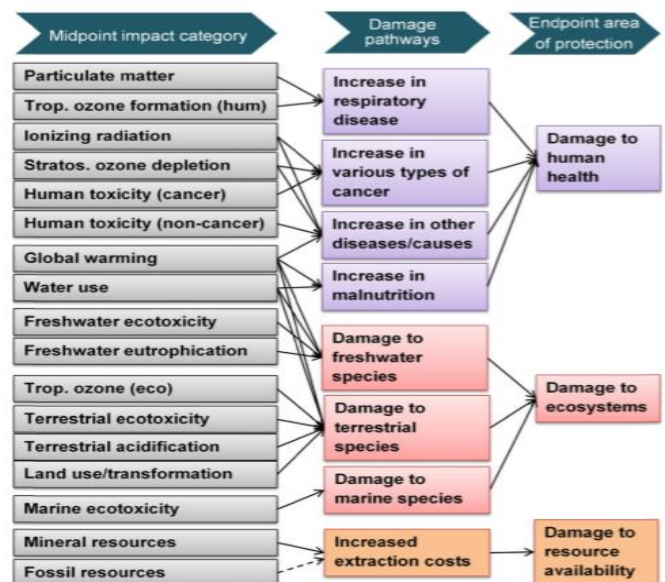 Midpoint impact category
Damage
pathways
Endpoint area
of protection
Particulate matter
Trop. ozone formation (hum)
Ionizing radiation
Stratos. ozone depletion
Human toxicity (cancer)
Human toxicity (non-cancer)
Global warming
Water use
Freshwater ecotoxicity
Freshwater eutrophication
Trop. ozone (eco)
Terrestrial ecotoxicity
Terrestrial acidification
Land use/transformation
Marine ecotoxicity
Mineral resources
Fossil resources
Increase in
respiratory
disease
Increase in
various types of
cancer
Increase in other
diseases/causes
Increase in
malnutrition
Damage to
freshwater
species
Damage to
terrestrial
species
Damage to
marine species
Increased
extraction costs
Damage to
human
health
Damage to
ecosystems
Damage to
resource
availability